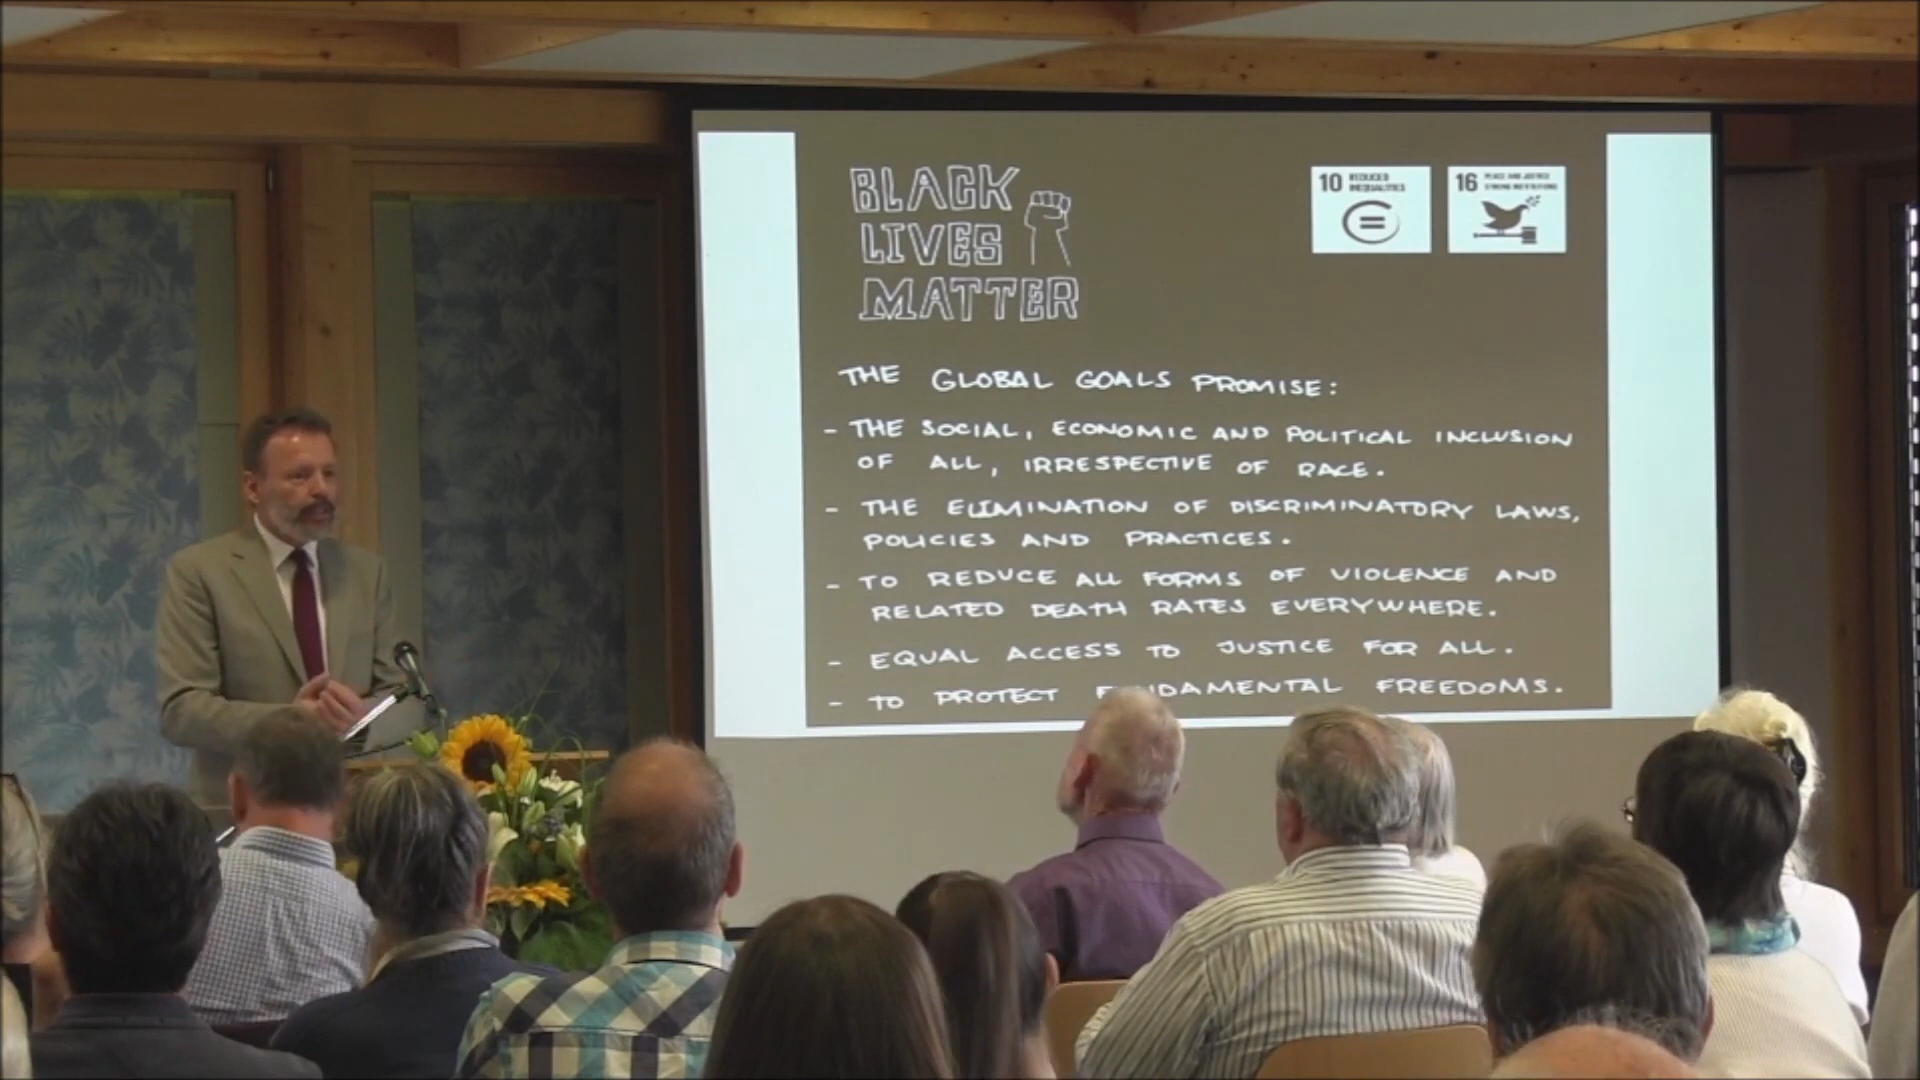 BLACK
LIVES
MATTER
10 REDUCED
INEQUALITIES
16 PEACE AND JUSTICE
STRONG INSTITUTIONS
THE GLOBAL GOALS PROMISE:
- THE SOCIAL, ECONOMIC AND POLITICAL INCLUSION
OF ALL, IRRESPECTIVE OF RACE.
- THE ELIMINATION OF DISCRIMINATORY LAWS,
POLICIES AND PRACTICES.
- TO REDUCE ALL FORMS OF VIOLENCE AND
RELATED DEATH RATES EVERYWHERE.
- EQUAL ACCESS TO JUSTICE FOR ALL.
- TO PROTECT FUNDAMENTAL FREEDOMS.